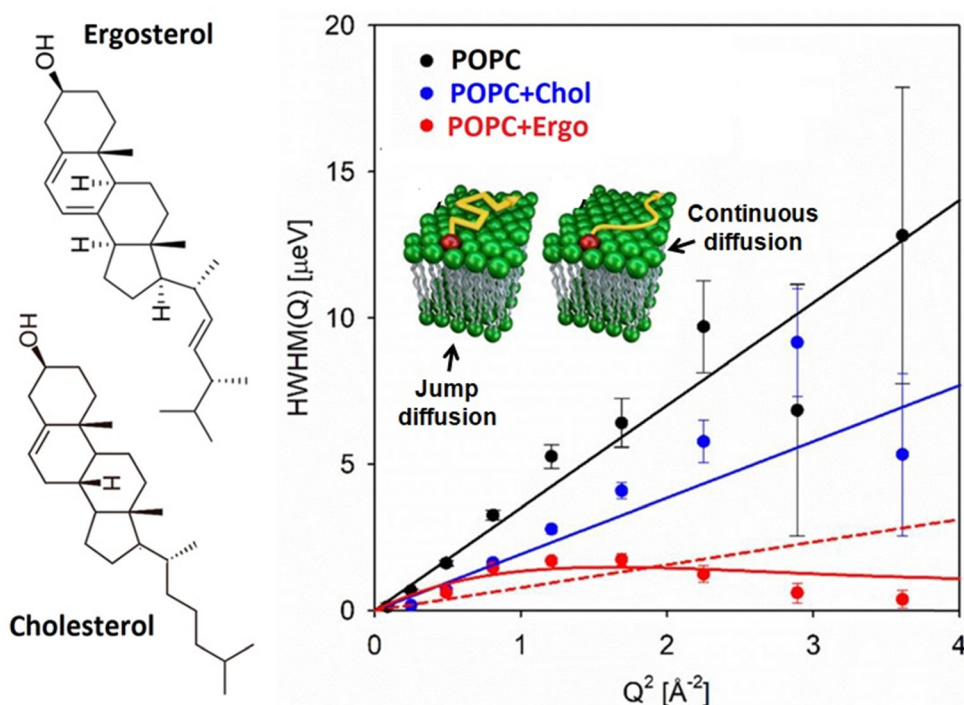 Ergosterol
OH
H
H
H
OH
H
Cholesterol
HWHM(Q) [μeV]
20
15
10
5
0
POPC
POPC+Chol
POPC+Ergo
Continuous
diffusion
Jump
diffusion
0
1
2
3
4
Q² [Å⁻²]